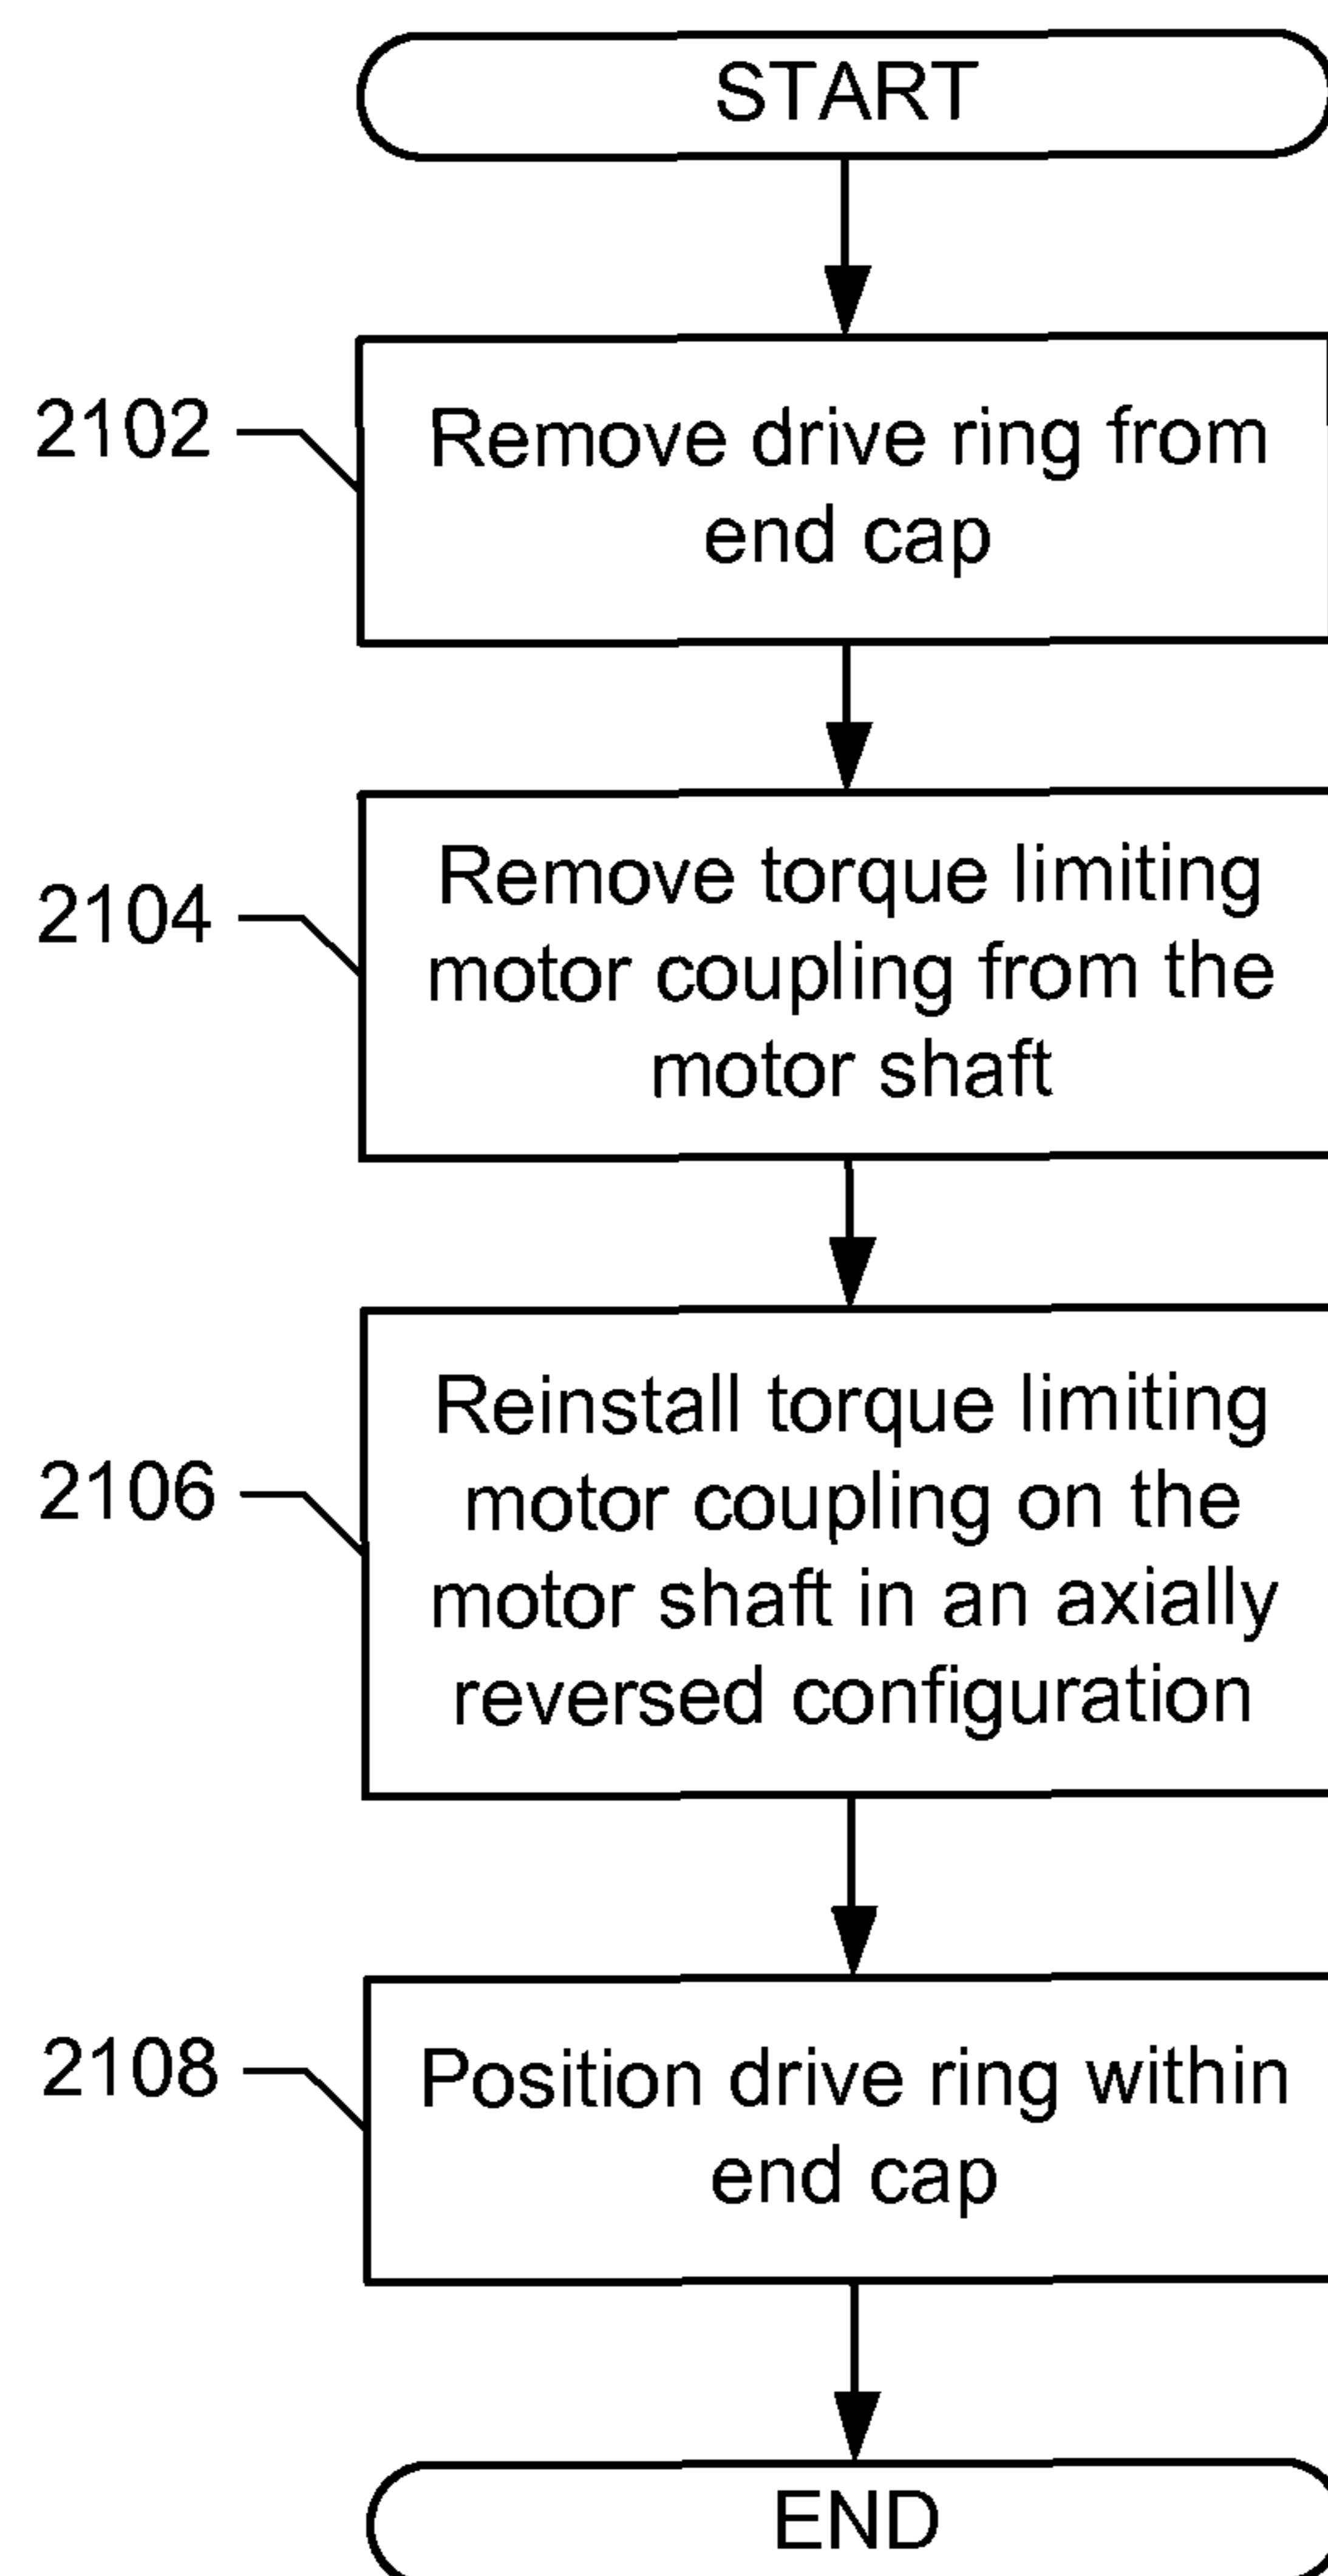 START
2102
Remove drive ring from
end cap
2104
Remove torque limiting
motor coupling from the
motor shaft
2106
Reinstall torque limiting
motor coupling on the
motor shaft in an axially
reversed configuration
2108
Position drive ring within
end cap
END